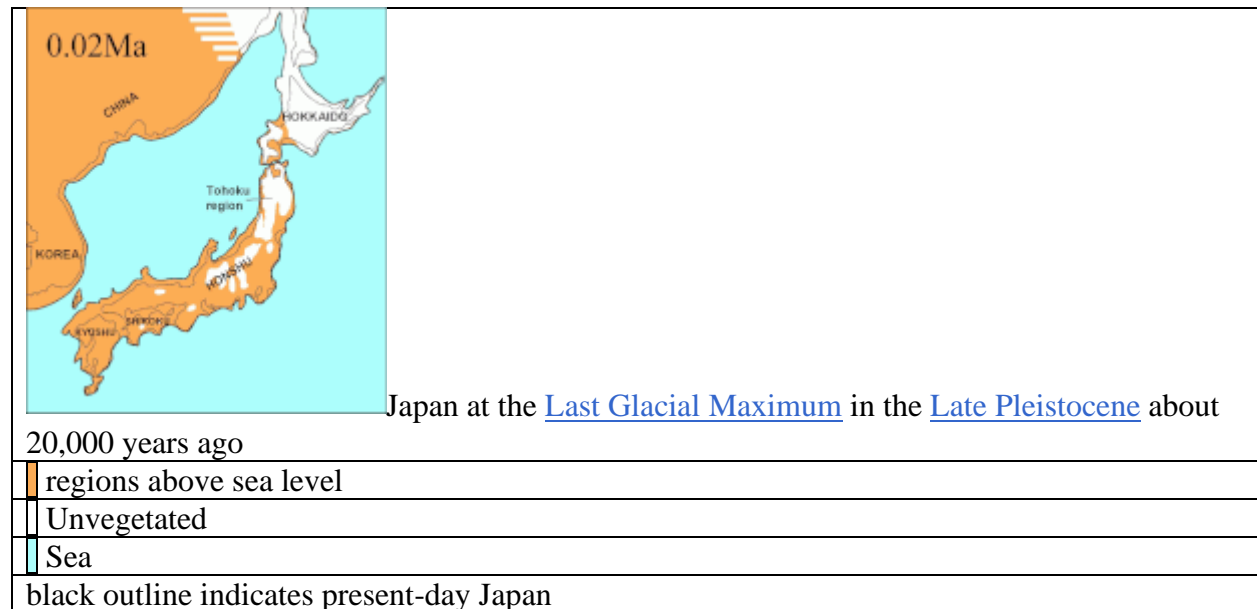 0.02Ma
CHINA
HOKKAIDO
Tohoku
region
KOREA
HONSHU
SHIKOKU
KYUSHU
Japan at the Last Glacial Maximum in the Late Pleistocene about
20,000 years ago
regions above sea level
Unvegetated
Sea
black outline indicates present-day Japan